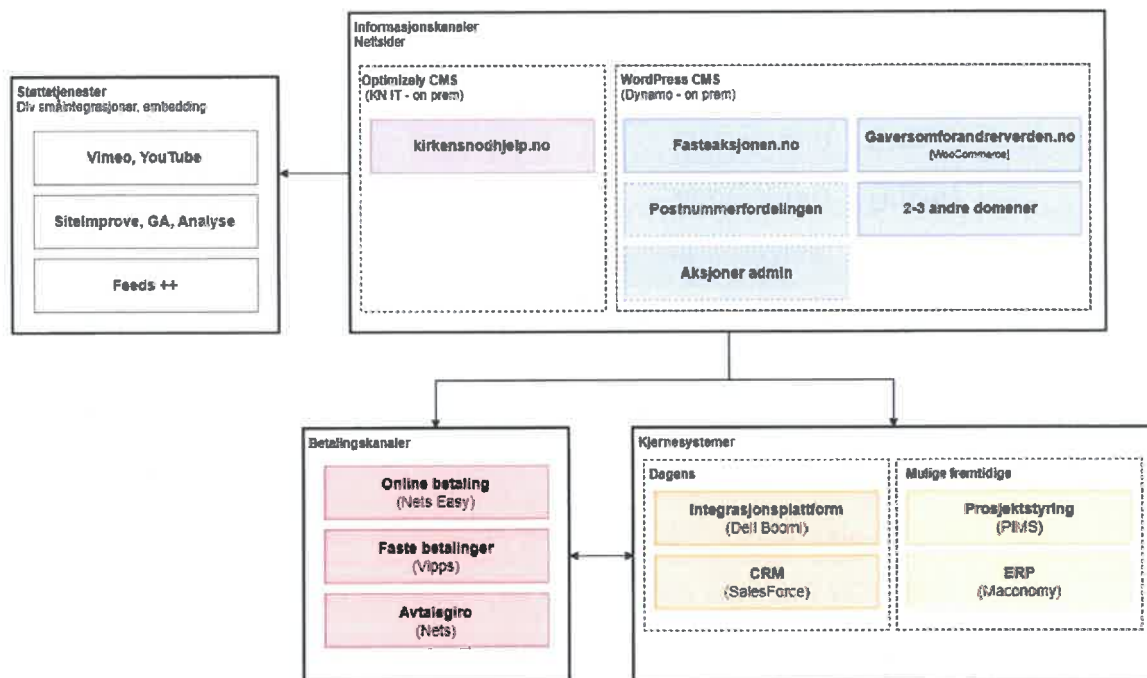 Informasjonskanaler
Nettsider
Støttetjenester
Div småintegrasjoner, embedding
Vimeo, YouTube
SiteImprove, GA, Analyse
Feeds ++
Optimizely CMS
(KN IT - on prem)
kirkensnodhjelp.no
WordPress CMS
(Dynamo - on prem)
Fasteaksjonen.no
Gaversomforandrerverden.no
[WooCommerce]
Postnummerfordelingen
2-3 andre domener
Aksjoner admin
Betalingskanaler
Online betaling
(Nets Easy)
Faste betalinger
(Vipps)
Avtalegiro
(Nets)
Kjernesystemer
Dagens
Integrasjonsplattform
(Dell Boomi)
CRM
(SalesForce)
Mulige fremtidige
Prosjektstyring
(PIMS)
ERP
(Maconomy)